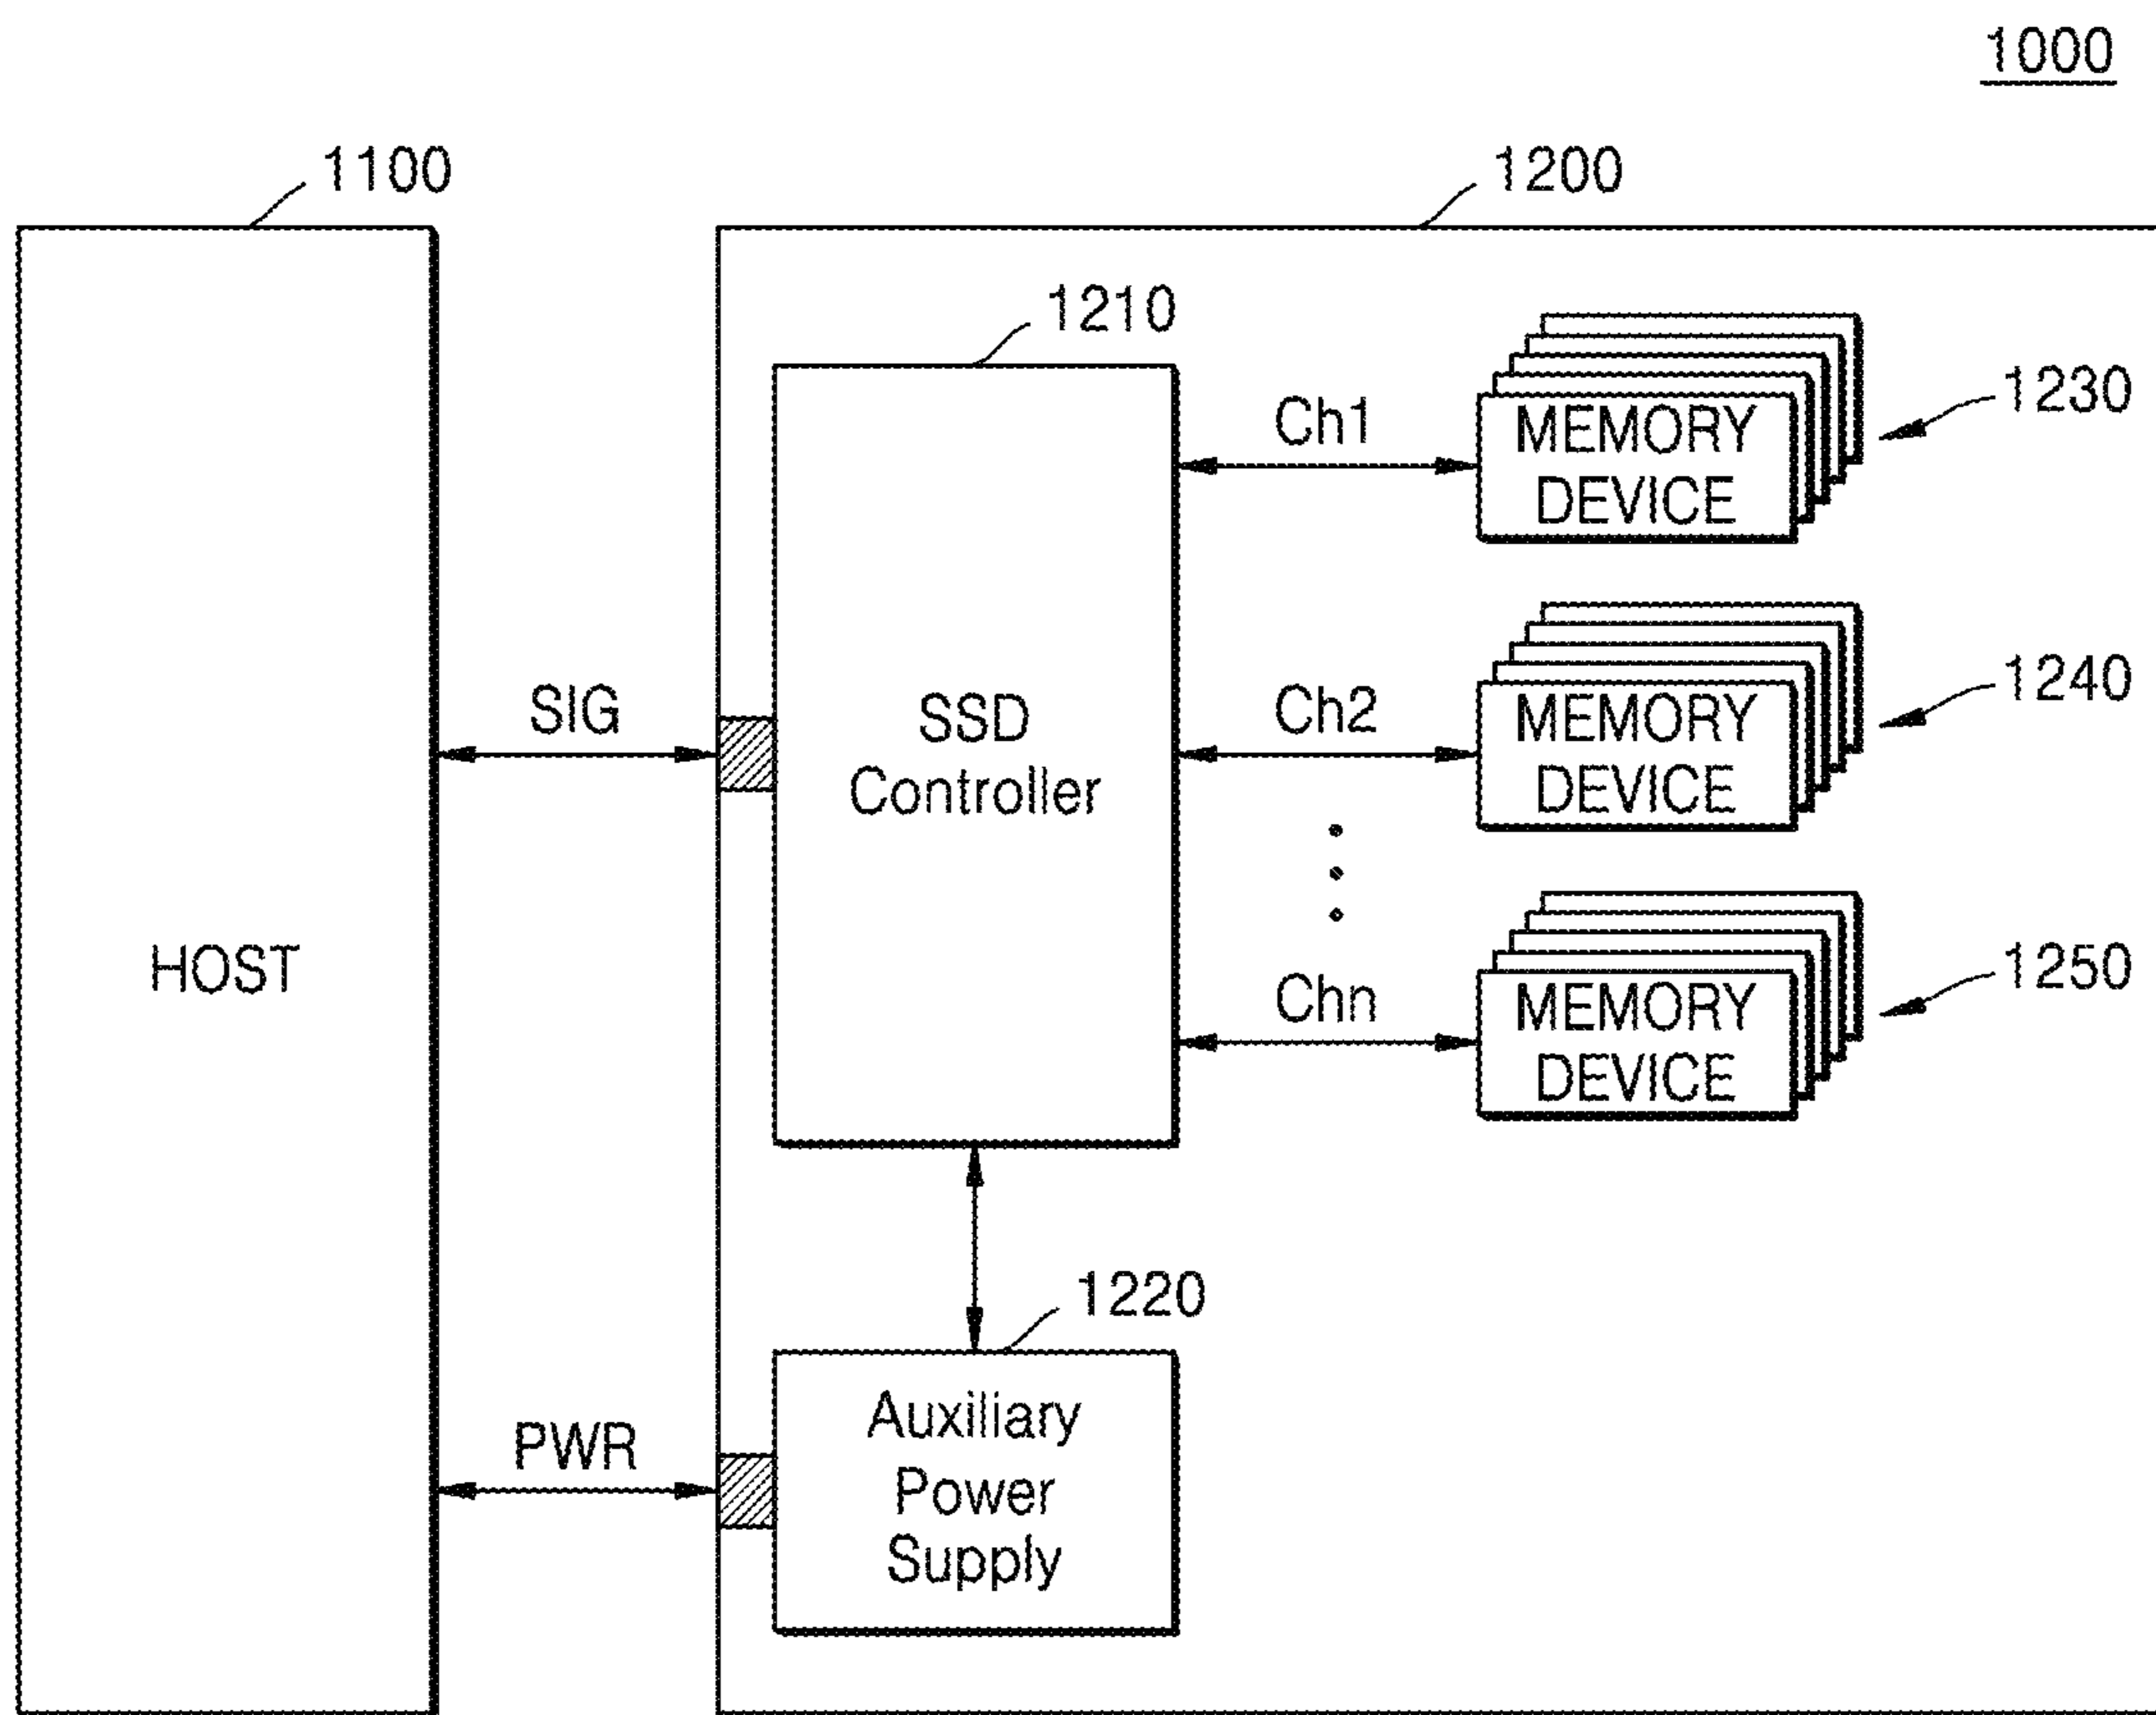 1000
1100
1200
1210
Ch1
MEMORY
DEVICE
1230
SIG
SSD
Controller
Ch2
MEMORY
DEVICE
1240
HOST
Chn
MEMORY
DEVICE
1250
1220
PWR
Auxiliary
Power
Supply